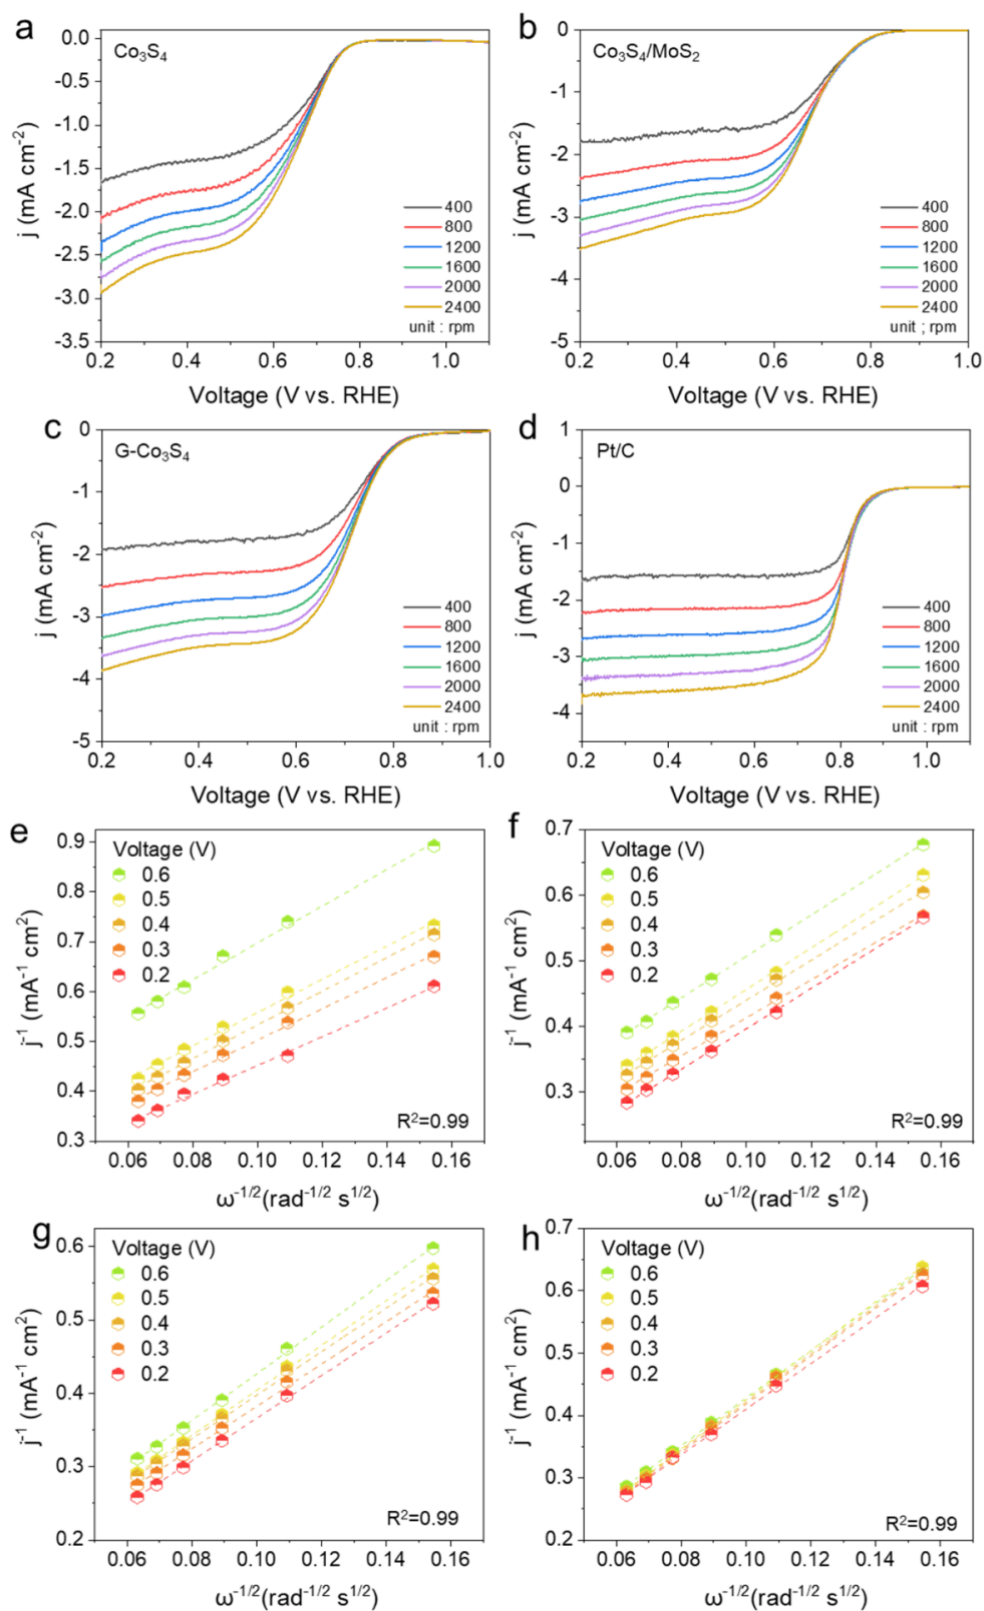 a
Co3S4
0.0
-0.5
-1.0
-1.5
-2.0
-2.5
-3.0
-3.5
j (mA cm-2)
400
800
1200
1600
2000
2400
unit : rpm
0.2 0.4 0.6 0.8 1.0
Voltage (V vs. RHE)
b
Co3S4/MoS2
0
-1
-2
-3
-4
-5
j (mA cm-2)
400
800
1200
1600
2000
2400
unit ; rpm
0.2 0.4 0.6 0.8 1.0
Voltage (V vs. RHE)
c
G-Co3S4
0
-1
-2
-3
-4
-5
j (mA cm-2)
400
800
1200
1600
2000
2400
unit : rpm
0.2 0.4 0.6 0.8 1.0
Voltage (V vs. RHE)
d
Pt/C
1
0
-1
-2
-3
-4
j (mA cm-2)
400
800
1200
1600
2000
2400
unit : rpm
0.2 0.4 0.6 0.8 1.0
Voltage (V vs. RHE)
e
Voltage (V)
0.6
0.5
0.4
0.3
0.2
0.9
0.8
0.7
0.6
0.5
0.4
0.3
j-1 (mA-1 cm2)
R2=0.99
0.06 0.08 0.10 0.12 0.14 0.16
ω-1/2(rad-1/2 s1/2)
f
Voltage (V)
0.6
0.5
0.4
0.3
0.2
0.7
0.6
0.5
0.4
0.3
j-1 (mA-1 cm2)
R2=0.99
0.06 0.08 0.10 0.12 0.14 0.16
ω-1/2(rad-1/2 s1/2)
g
Voltage (V)
0.6
0.5
0.4
0.3
0.2
0.6
0.5
0.4
0.3
0.2
j-1 (mA-1 cm2)
R2=0.99
0.06 0.08 0.10 0.12 0.14 0.16
ω-1/2(rad-1/2 s1/2)
h
Voltage (V)
0.6
0.5
0.4
0.3
0.2
0.7
0.6
0.5
0.4
0.3
0.2
j-1 (mA-1 cm2)
R2=0.99
0.06 0.08 0.10 0.12 0.14 0.16
ω-1/2(rad-1/2 s1/2)